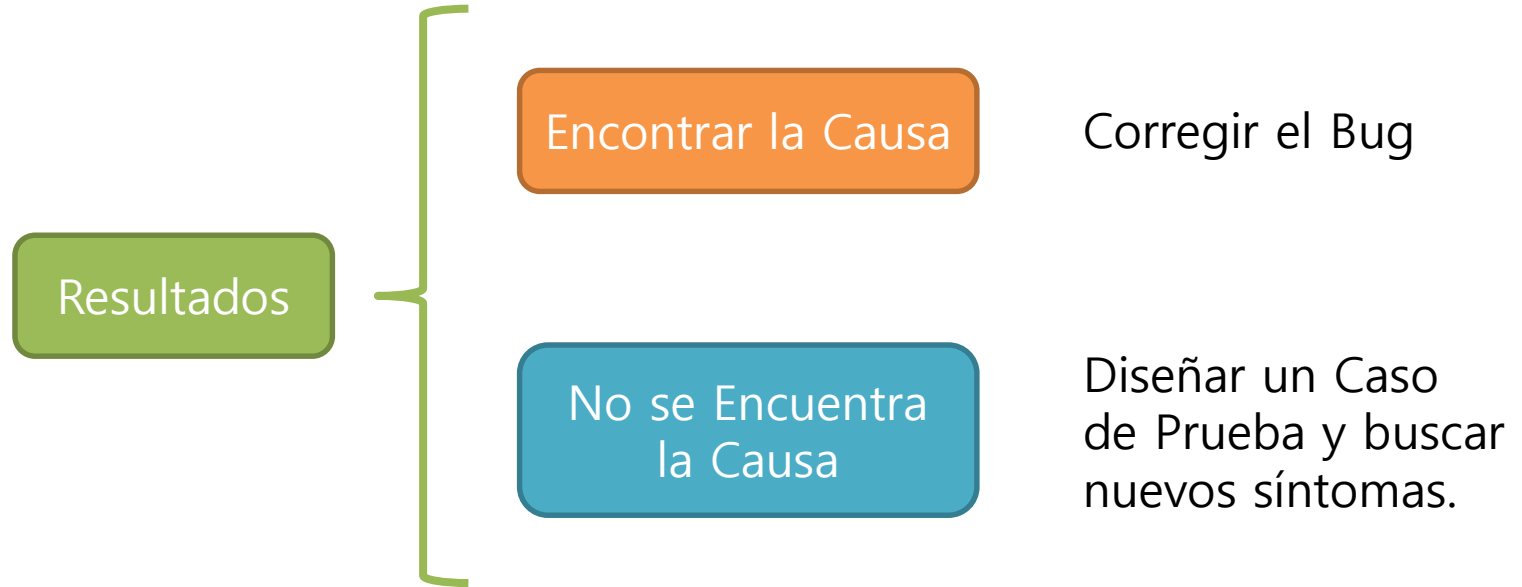 Resultados
Encontrar la Causa
Corregir el Bug
No se Encuentra
la Causa
Diseñar un Caso
de Prueba y buscar
nuevos síntomas.